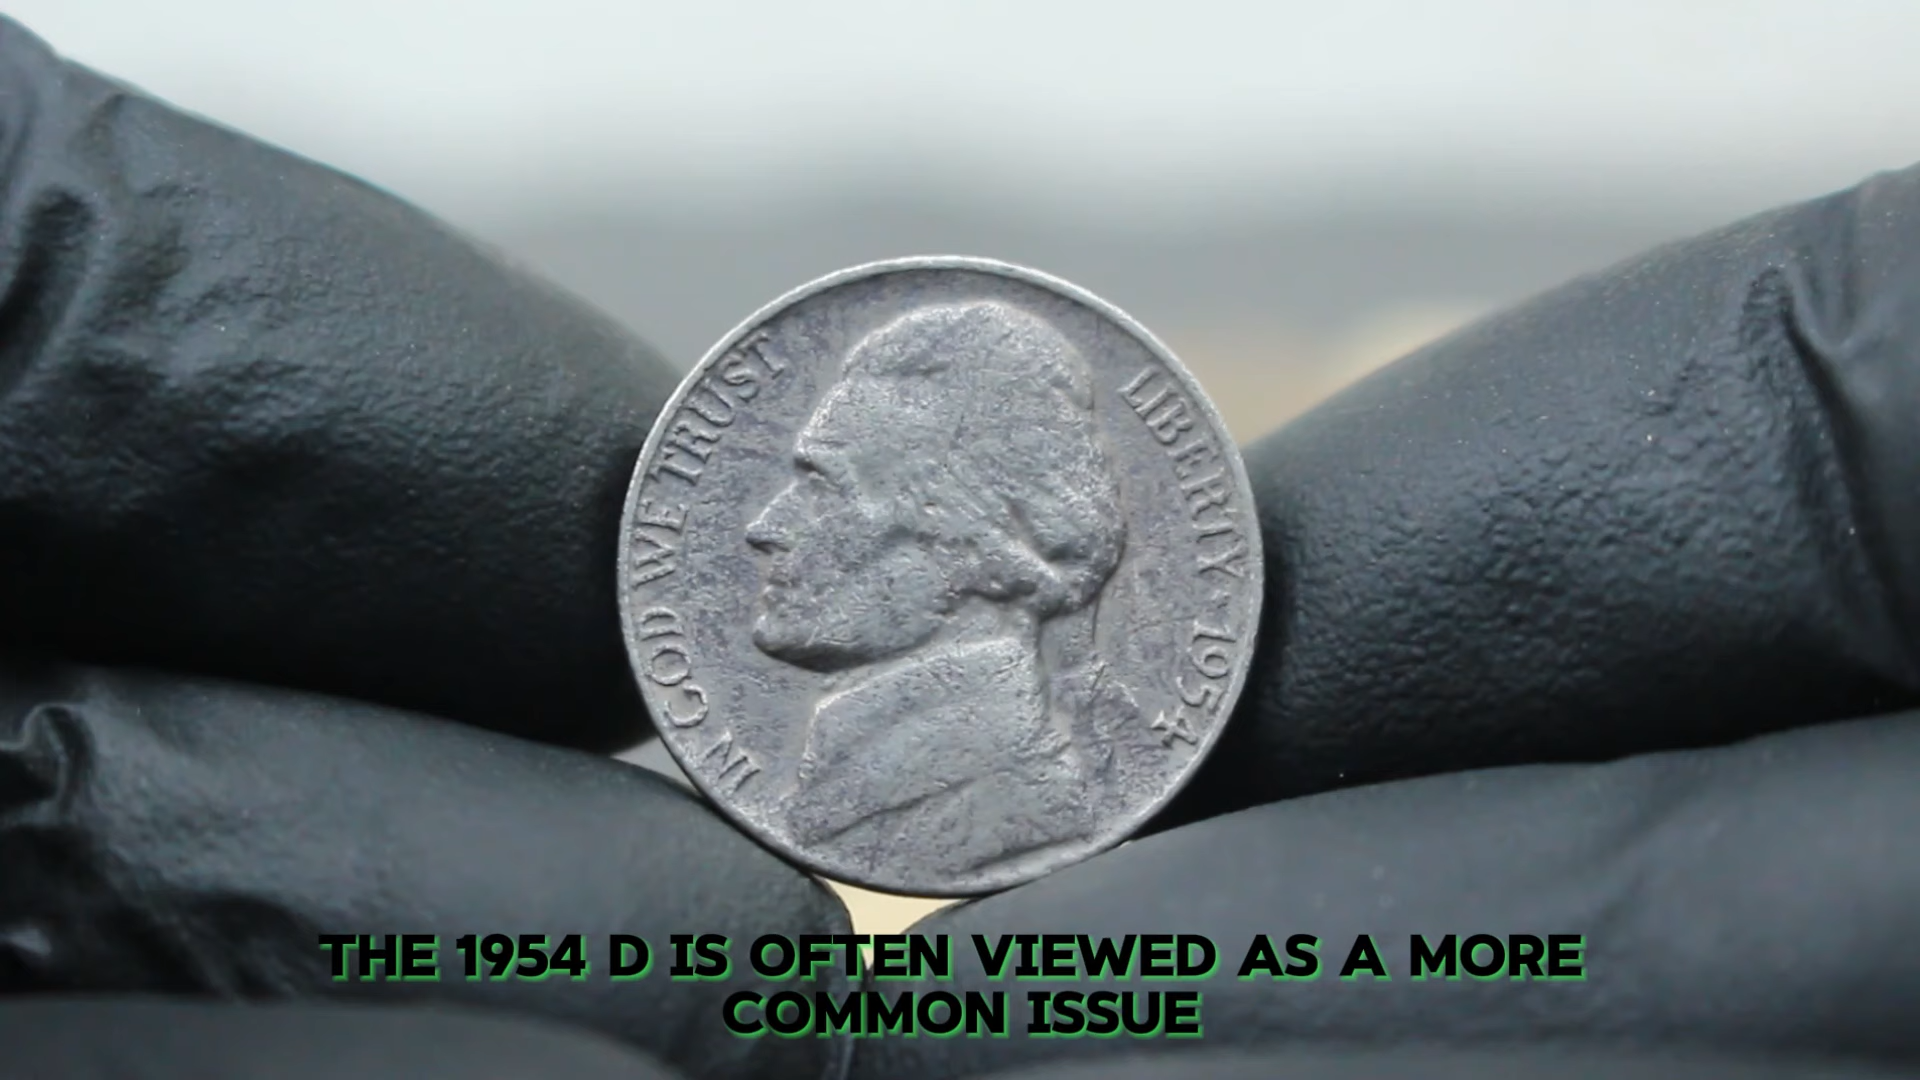 IN GOD WE TRUST
LIBERTY · 1954
THE 1954 D IS OFTEN VIEWED AS A MORE
COMMON ISSUE